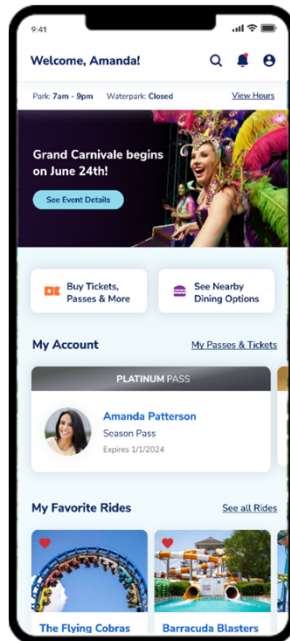 9:41
Welcome, Amanda!
Park: 7am - 9pm Waterpark: Closed View Hours
Grand Carnivale begins
on June 24th!
See Event Details
Buy Tickets,
Passes & More
See Nearby
Dining Options
My Account My Passes & Tickets
PLATINUM PASS
Amanda Patterson
Season Pass
Expires 1/1/2024
My Favorite Rides See all Rides
The Flying Cobras Barracuda Blasters